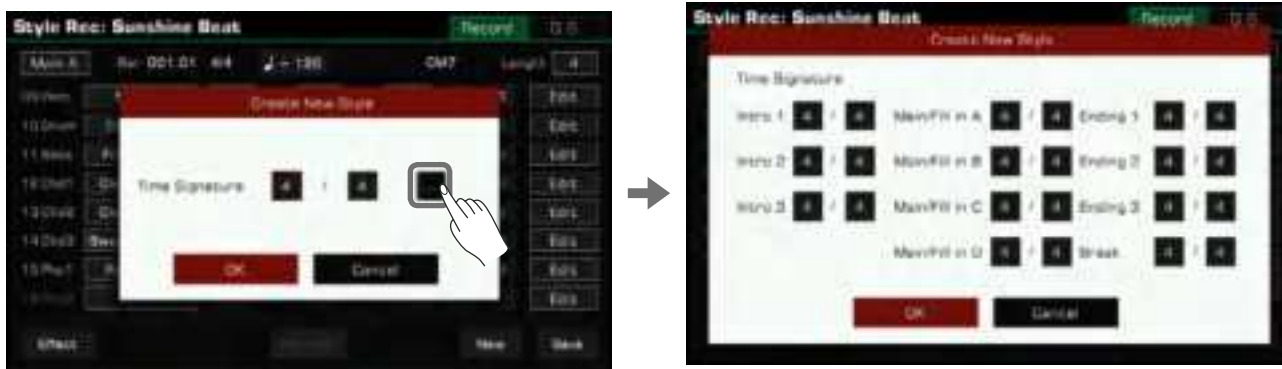 Style Rec: Sunshine Beat Record
Main A 001.01 4/4 CM7 Length 4
Create New Style
Edit
Edit
Edit
Edit
Time Signature 4 / 4
Edit
Edit
Edit
OK Cancel
Edit
Effect New Save
Style Rec: Sunshine Beat Record
Create New Style
Time Signature
Intro 1 4 / 4 Main/Fill in A 4 / 4 Ending 1 4 / 4
Intro 2 4 / 4 Main/Fill in B 4 / 4 Ending 2 4 / 4
Intro 3 4 / 4 Main/Fill in C 4 / 4 Ending 3 4 / 4
Main/Fill in D 4 / 4 Break 4 / 4
OK Cancel